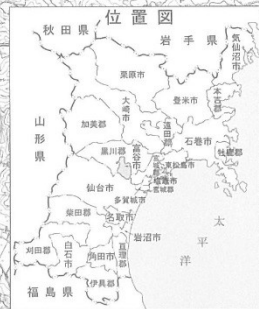 位置図
秋田県
岩手県
気仙沼市
栗原市
登米市
本吉郡
大崎市
加美郡
遠田郡
石巻市
山形県
黒川郡
富谷市
宮城郡
東松島市
牡鹿郡
塩竈市
宮城郡
仙台市
多賀城市
柴田郡
名取市
太平洋
岩沼市
刈田郡
白石市
角田市
亘理郡
伊具郡
福島県